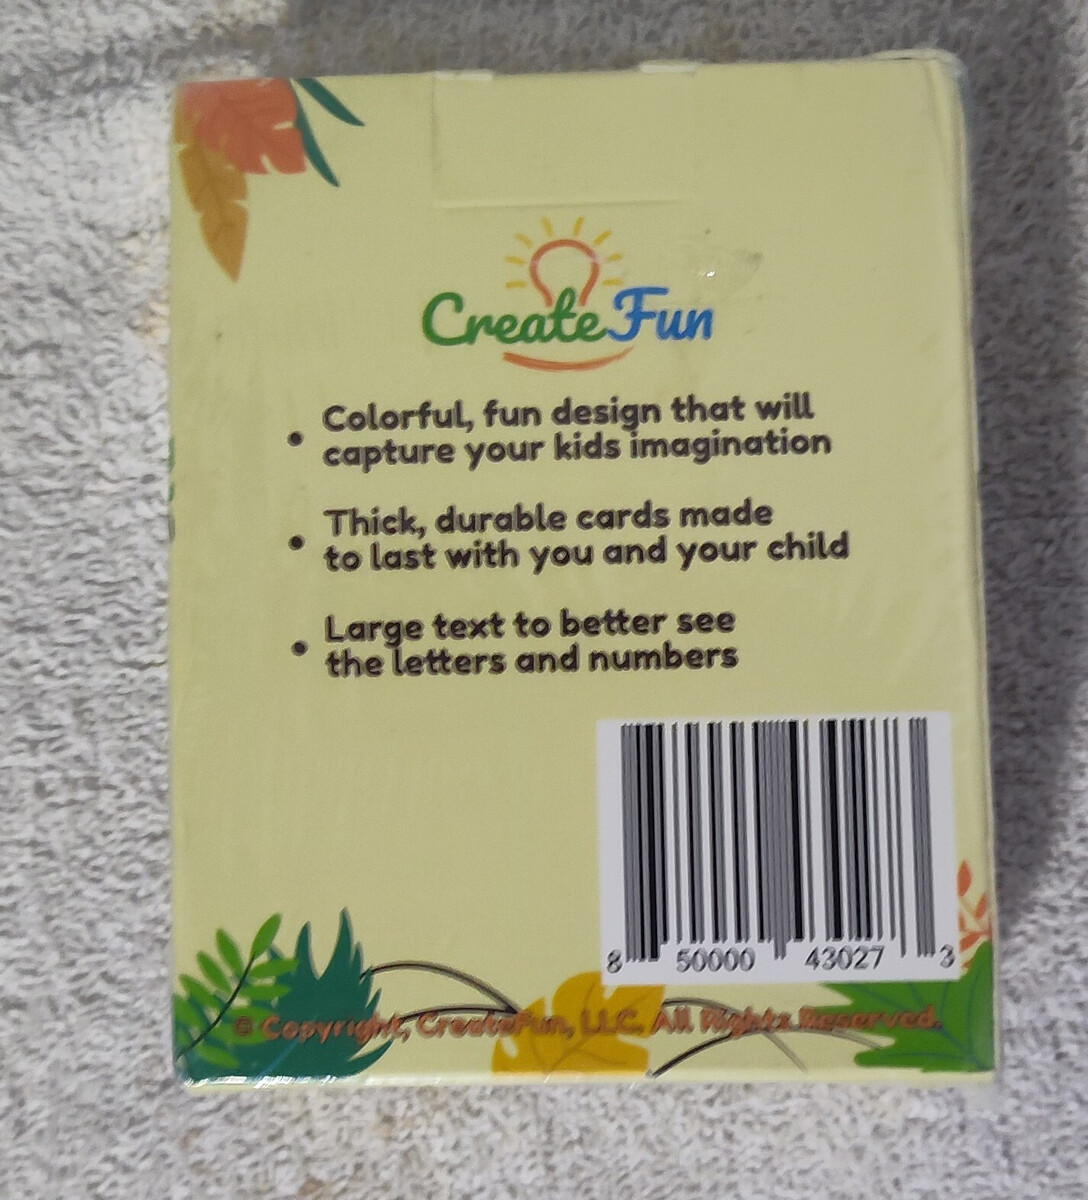 CreateFun
• Colorful, fun design that will
capture your kids imagination
• Thick, durable cards made
to last with you and your child
• Large text to better see
the letters and numbers
8 50000 43027 3
© Copyright, CreateFun, LLC. All Rights Reserved.